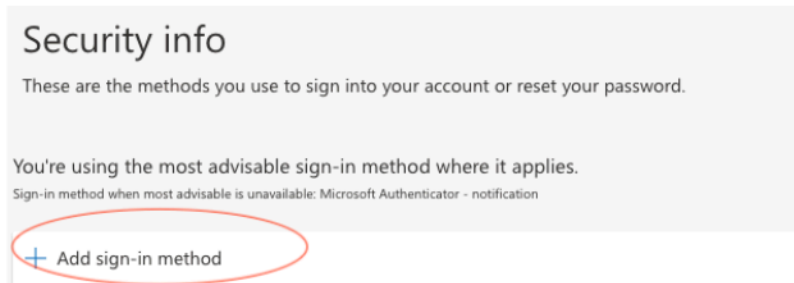 Security info
These are the methods you use to sign into your account or reset your password.
You're using the most advisable sign-in method where it applies.
Sign-in method when most advisable is unavailable: Microsoft Authenticator - notification
+ Add sign-in method